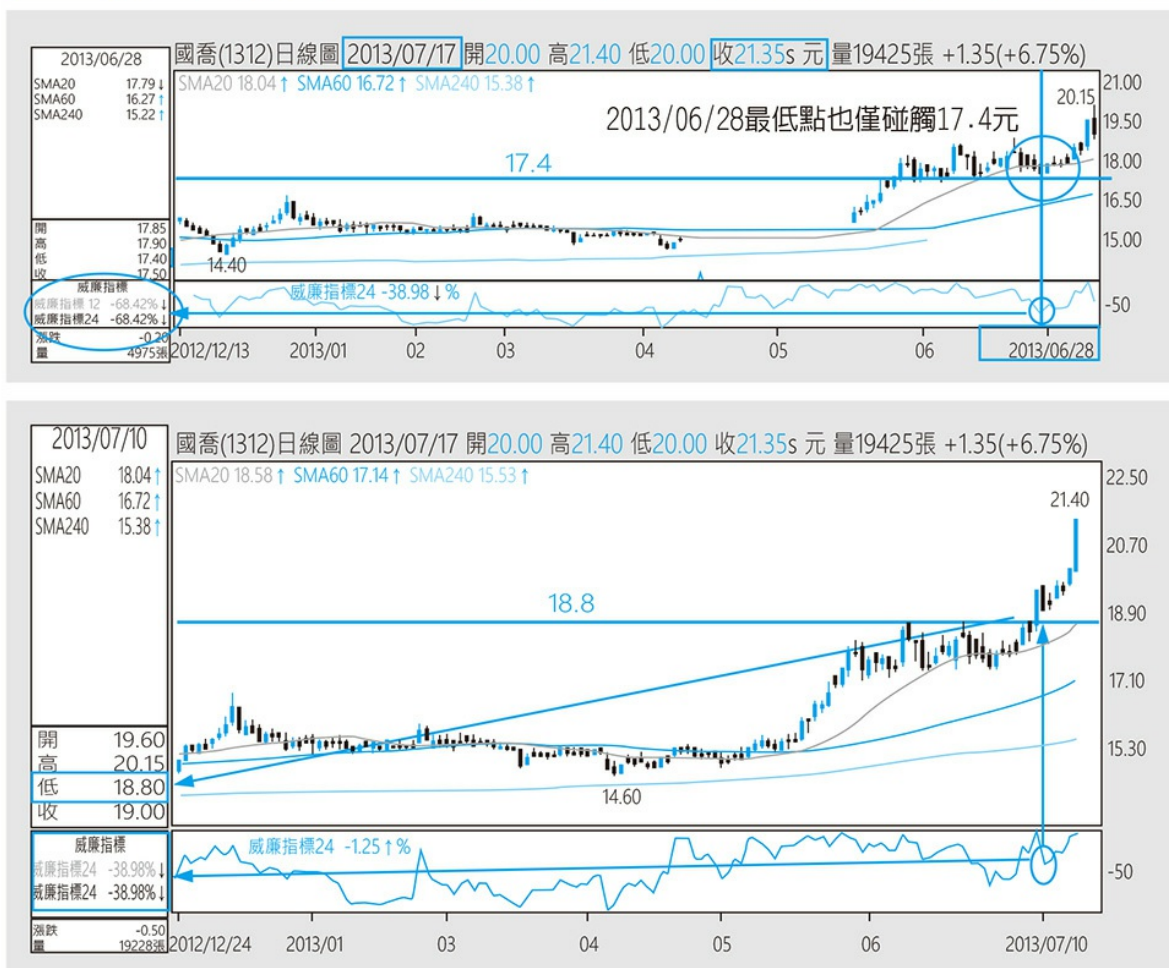 國喬(1312)日線圖 2013/07/17 開20.00 高21.40 低20.00 收21.35s 元 量19425張 +1.35(+6.75%)
2013/06/28
SMA20 17.79↓
SMA60 16.27↑
SMA240 15.22↑
SMA20 18.04↑ SMA60 16.72↑ SMA240 15.38↑
2013/06/28最低點也僅碰觸17.4元
17.4
14.40
20.15
21.00
19.50
18.00
16.50
15.00
開 17.85
高 17.90
低 17.40
收 17.50
威廉指標
威廉指標12 -68.42%↓
威廉指標24 -68.42%↓
漲跌 -0.20
量 4975張
威廉指標24 -38.98↓%
-50
2012/12/13 2013/01 02 03 04 05 06 2013/06/28
國喬(1312)日線圖 2013/07/17 開20.00 高21.40 低20.00 收21.35s 元 量19425張 +1.35(+6.75%)
2013/07/10
SMA20 18.04↑
SMA60 16.72↑
SMA240 15.38↑
SMA20 18.58↑ SMA60 17.14↑ SMA240 15.53↑
18.8
14.60
21.40
22.50
20.70
18.90
17.10
15.30
開 19.60
高 20.15
低 18.80
收 19.00
威廉指標
威廉指標24 -38.98%↓
威廉指標24 -38.98%↓
漲跌 -0.50
量 19228張
威廉指標24 -1.25↑%
-50
2012/12/24 2013/01 03 04 05 06 2013/07/10